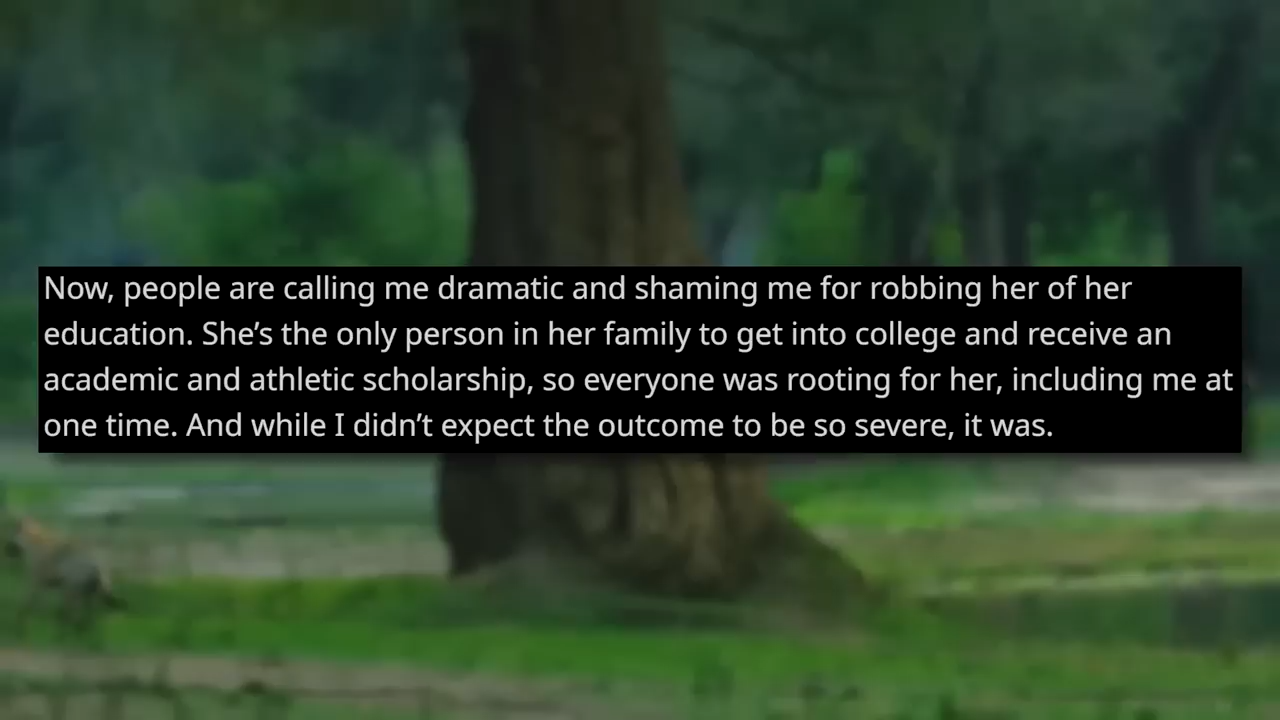 Now, people are calling me dramatic and shaming me for robbing her of her
education. She’s the only person in her family to get into college and receive an
academic and athletic scholarship, so everyone was rooting for her, including me at
one time. And while I didn’t expect the outcome to be so severe, it was.